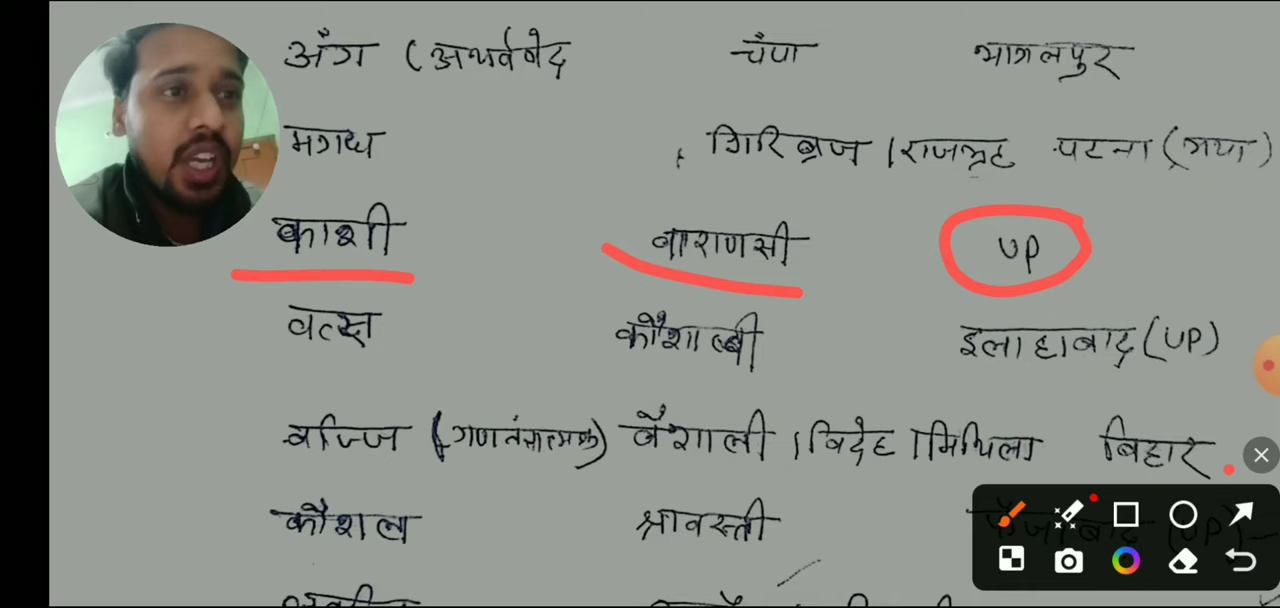 अँग (अथर्ववेद चँपा भागलपुर
मगध गिरिब्रज ।राजगृह पटना (गया)
काशी वाराणसी UP
वत्स कौशाम्बी इलाहाबाद (UP)
वज्जि (गणतंत्रात्मक) वैशाली ।विदेह ।मिथिला बिहार
कौशल श्रावस्ती